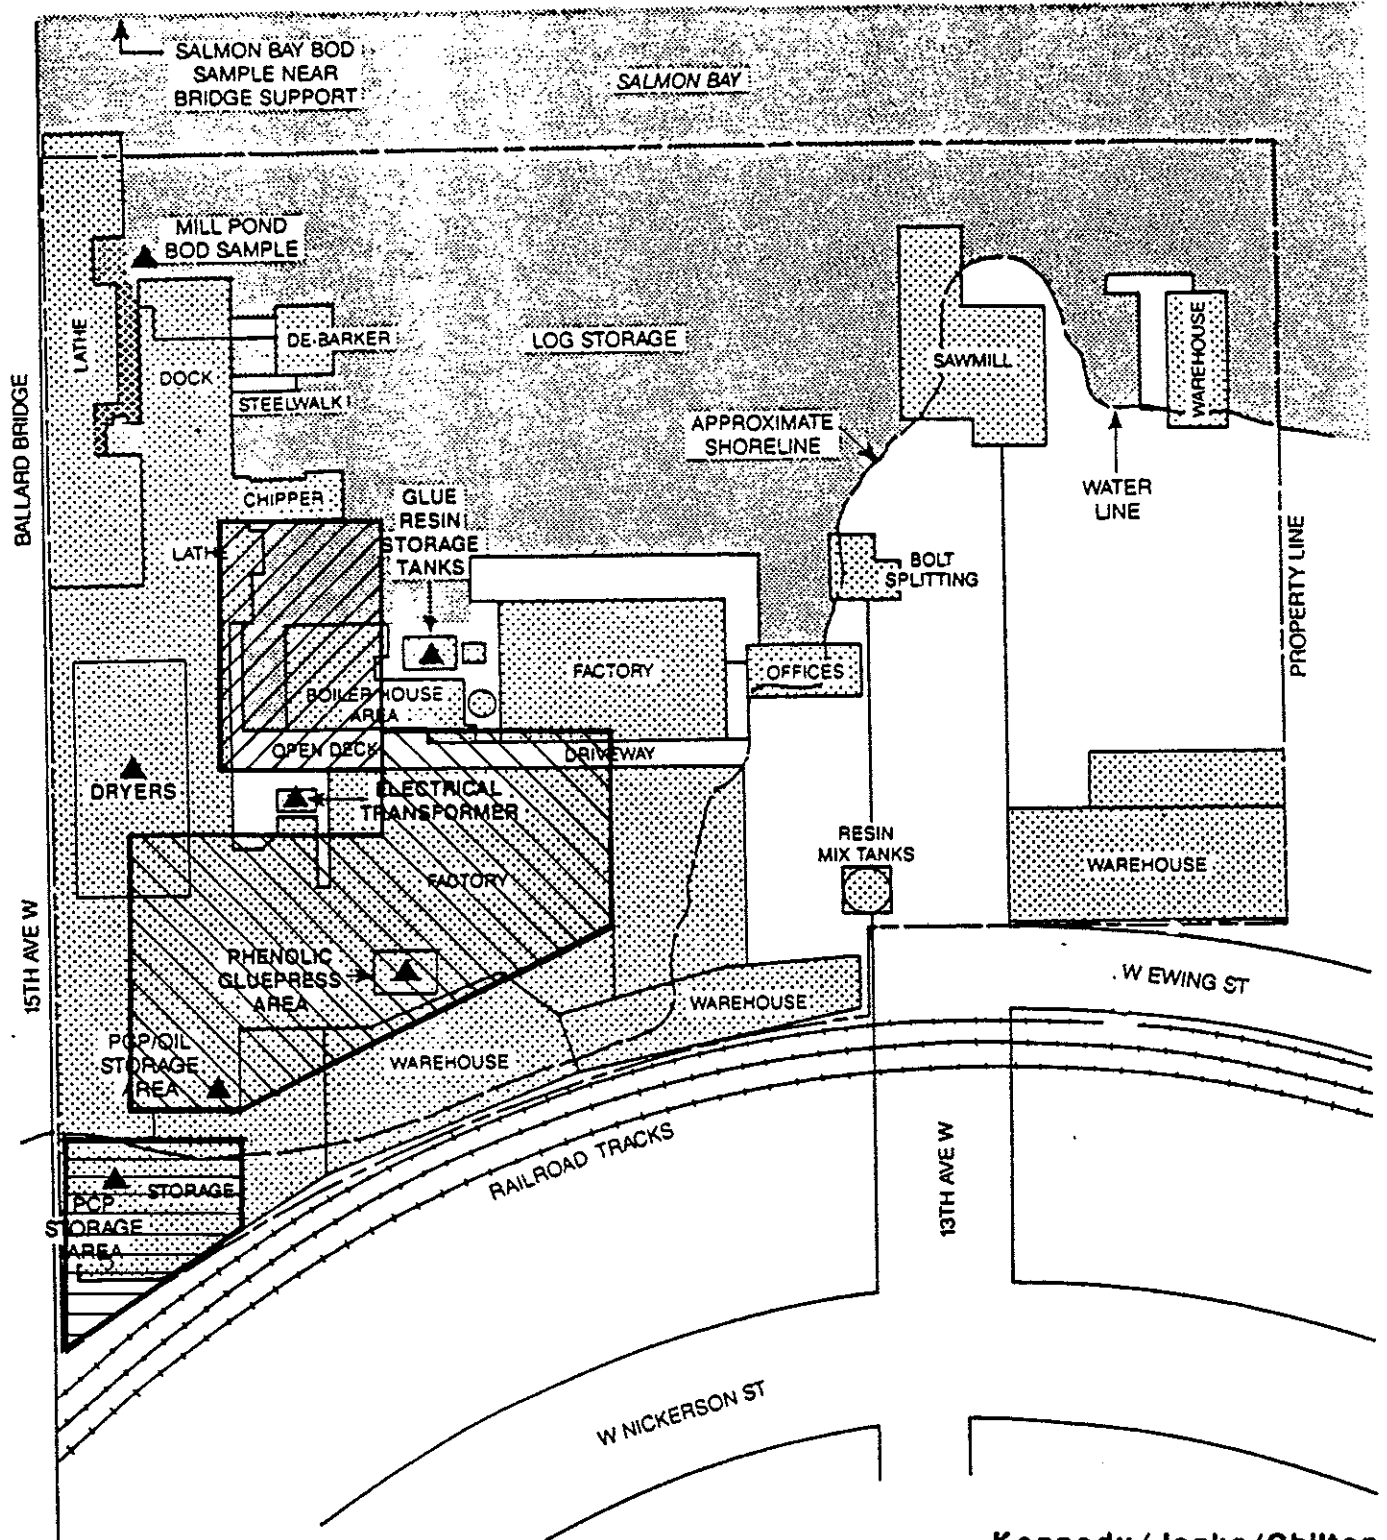 SALMON BAY BOD
SAMPLE NEAR
BRIDGE SUPPORT
SALMON BAY
MILL POND
BOD SAMPLE
LATHE
DE-BARKER
DOCK
STEELWALK
LOG STORAGE
SAWMILL
WAREHOUSE
BALLARD BRIDGE
APPROXIMATE
SHORELINE
WATER
LINE
CHIPPER
GLUE
RESIN
STORAGE
TANKS
LATHE
BOLT
SPLITTING
PROPERTY LINE
FACTORY
OFFICES
BOILER HOUSE
AREA
OPEN DECK
DRIVEWAY
DRYERS
ELECTRICAL
TRANSFORMER
RESIN
MIX TANKS
WAREHOUSE
FACTORY
15TH AVE W
PHENOLIC
GLUEPRESS
AREA
W EWING ST
WAREHOUSE
PCP/OIL
STORAGE
AREA
WAREHOUSE
RAILROAD TRACKS
13TH AVE W
STORAGE
PCP
STORAGE
AREA
W NICKERSON ST
Kennedy/Jenks/Chilton